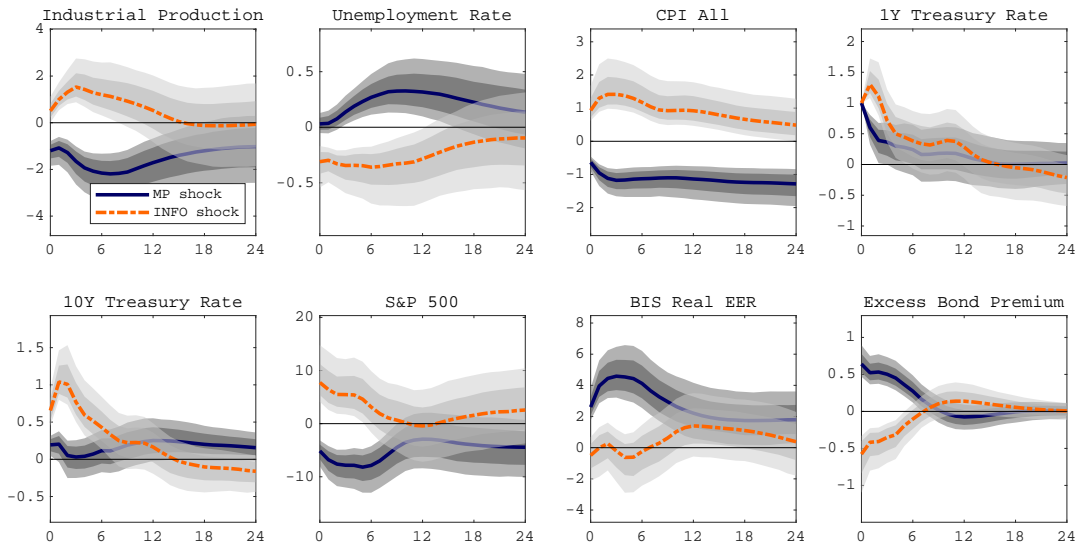 Industrial Production
Unemployment Rate
CPI All
1Y Treasury Rate
4
2
0
-2
-4
MP shock
INFO shock
0 6 12 18 24
0.5
0
-0.5
0 6 12 18 24
3
2
1
0
-1
-2
0 6 12 18 24
2
1.5
1
0.5
0
-0.5
-1
0 6 12 18 24
10Y Treasury Rate
S&P 500
BIS Real EER
Excess Bond Premium
1.5
1
0.5
0
-0.5
0 6 12 18 24
20
10
0
-10
0 6 12 18 24
8
6
4
2
0
-2
-4
0 6 12 18 24
1
0.5
0
-0.5
-1
0 6 12 18 24